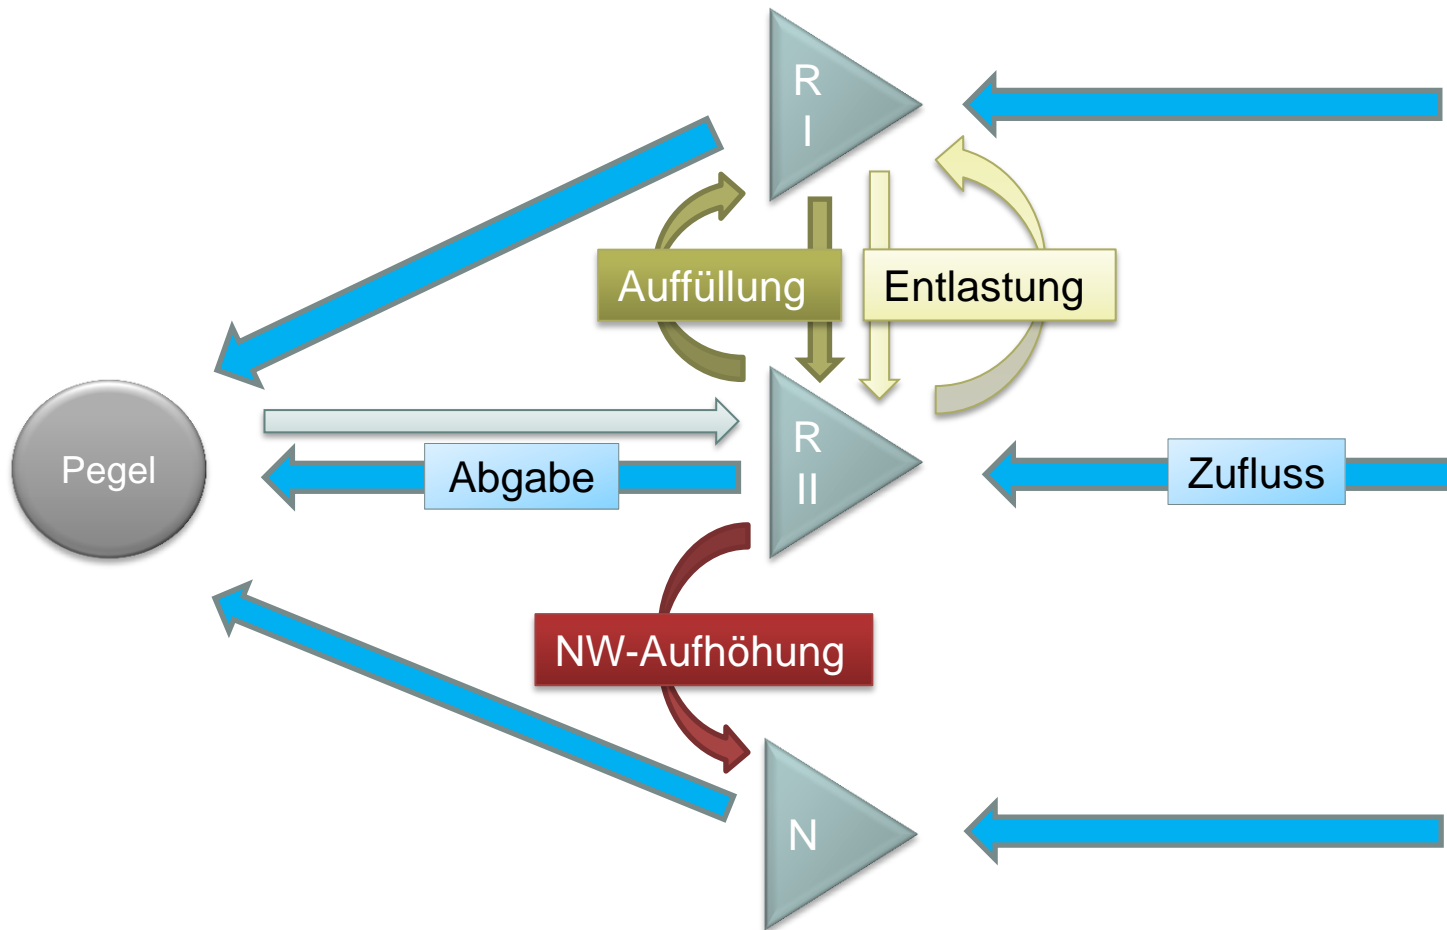 R
I
Auffüllung
Entlastung
Pegel
Abgabe
R
II
Zufluss
NW-Aufhöhung
N